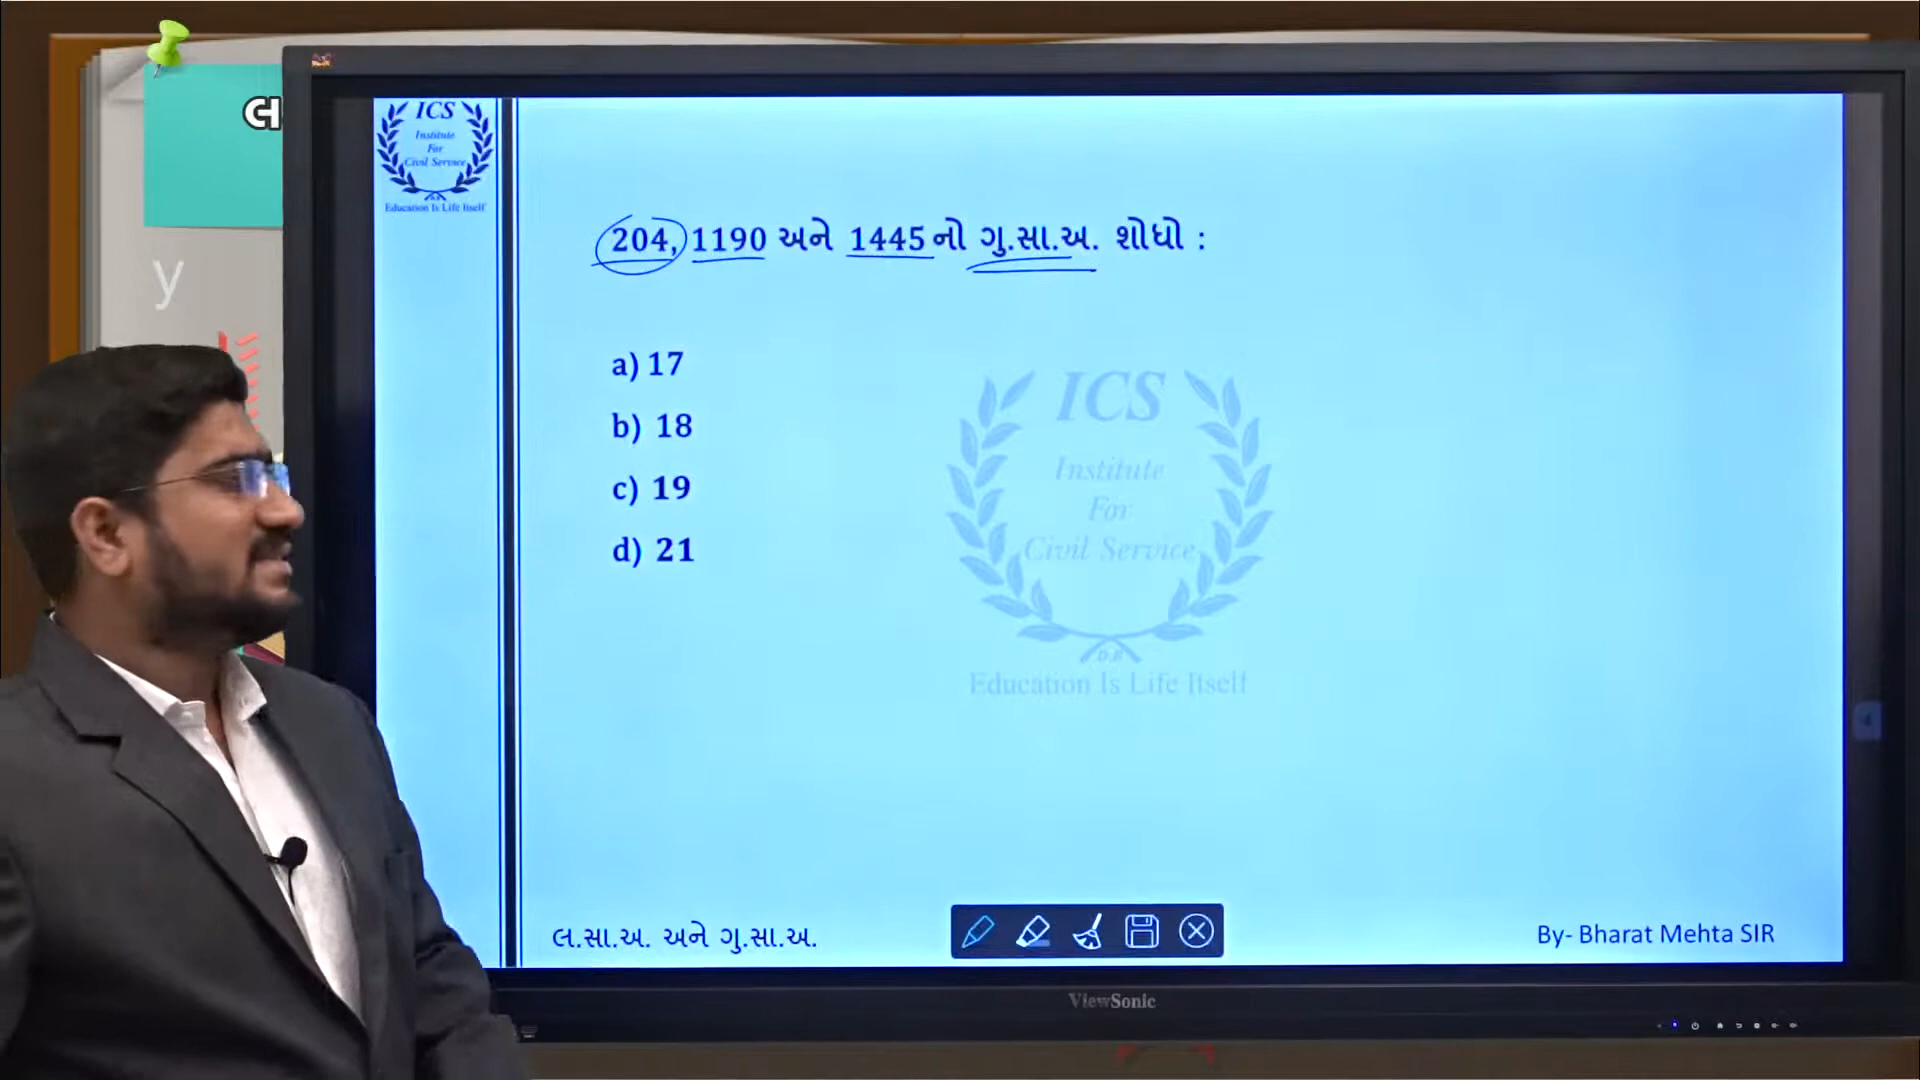 લ
y
ICS
Institute
For
Civil Service
Education Is Life Itself
204, 1190 અને 1445 નો ગુ.સા.અ. શોધો :
a) 17
b) 18
c) 19
d) 21
ICS
Institute
For
Civil Service
D.B
Education Is Life Itself
લ.સા.અ. અને ગુ.સા.અ.
By- Bharat Mehta SIR
ViewSonic